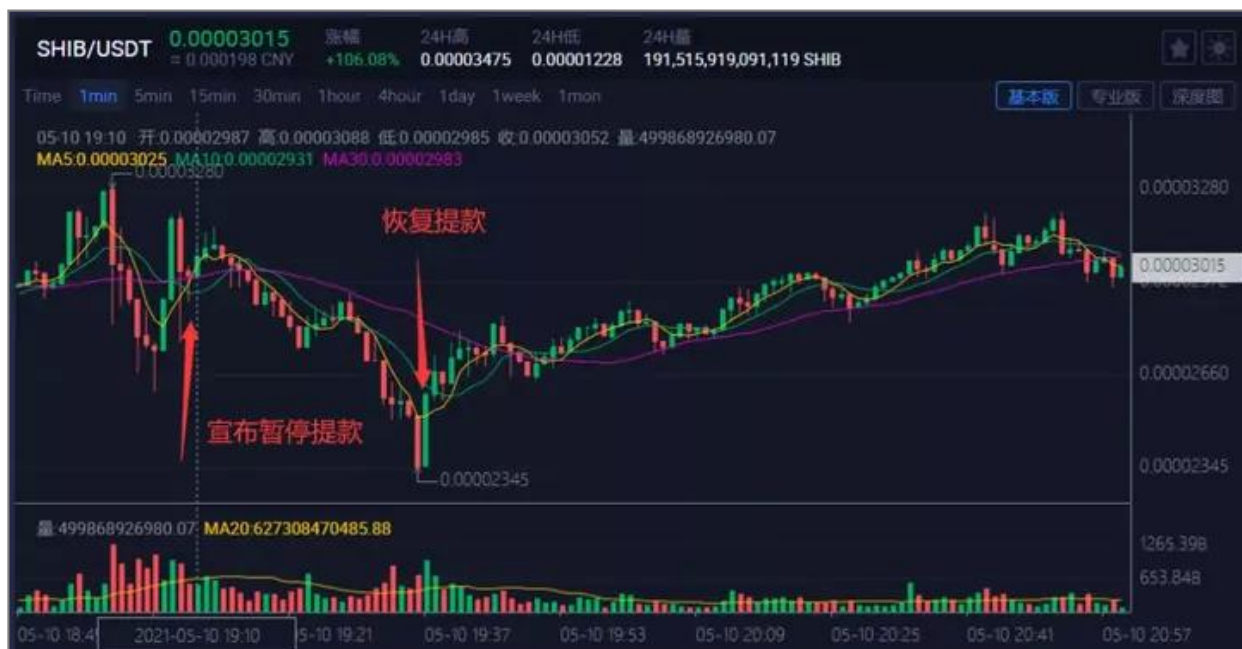 SHIB/USDT 0.00003015 涨幅 24H高 24H低 24H量
= 0.000198 CNY +106.08% 0.00003475 0.00001228 191,515,919,091,119 SHIB
Time 1min 5min 15min 30min 1hour 4hour 1day 1week 1mon 基本版 专业版 深度图
05-10 19:10 开:0.00002987 高:0.00003088 低:0.00002985 收:0.00003052 量:499868926980.07
MA5:0.00003025 MA10:0.00002931 MA30:0.00002983
0.00003280
0.00003280
恢复提款
0.00003015
0.00002660
宣布暂停提款
0.00002345
0.00002345
量:499868926980.07 MA20:627308470485.88
1265.39B
653.84B
05-10 18:4 2021-05-10 19:10 5-10 19:21 05-10 19:37 05-10 19:53 05-10 20:09 05-10 20:25 05-10 20:41 05-10 20:57